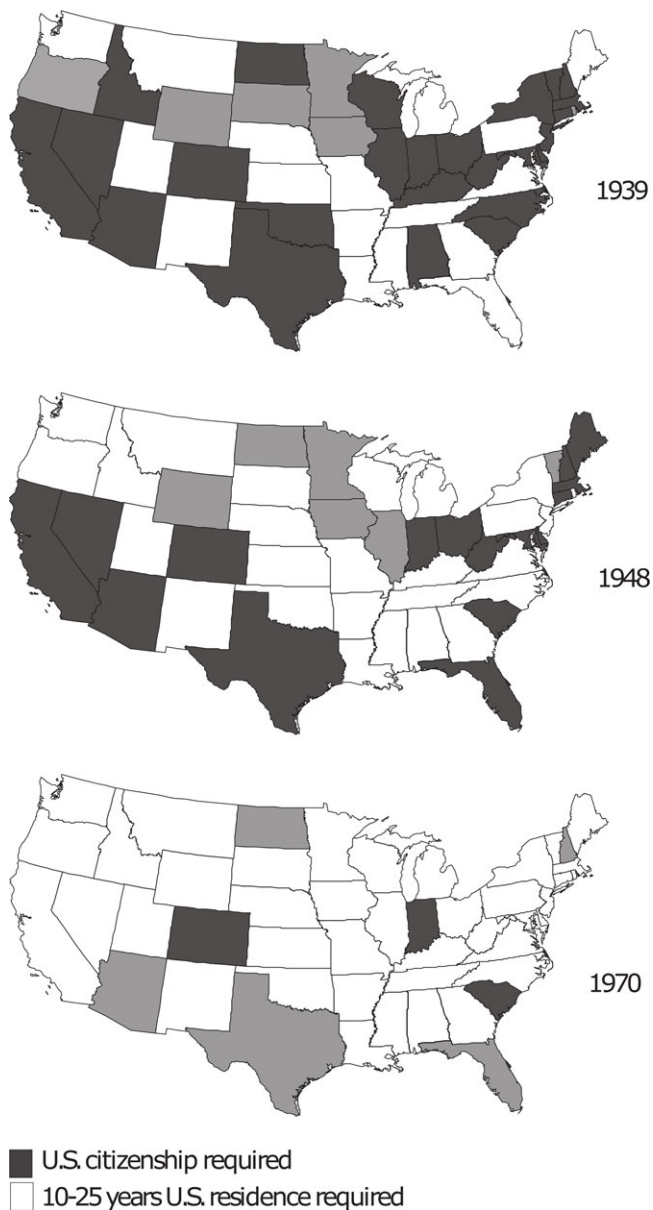 1939
1948
1970
U.S. citizenship required
10-25 years U.S. residence required